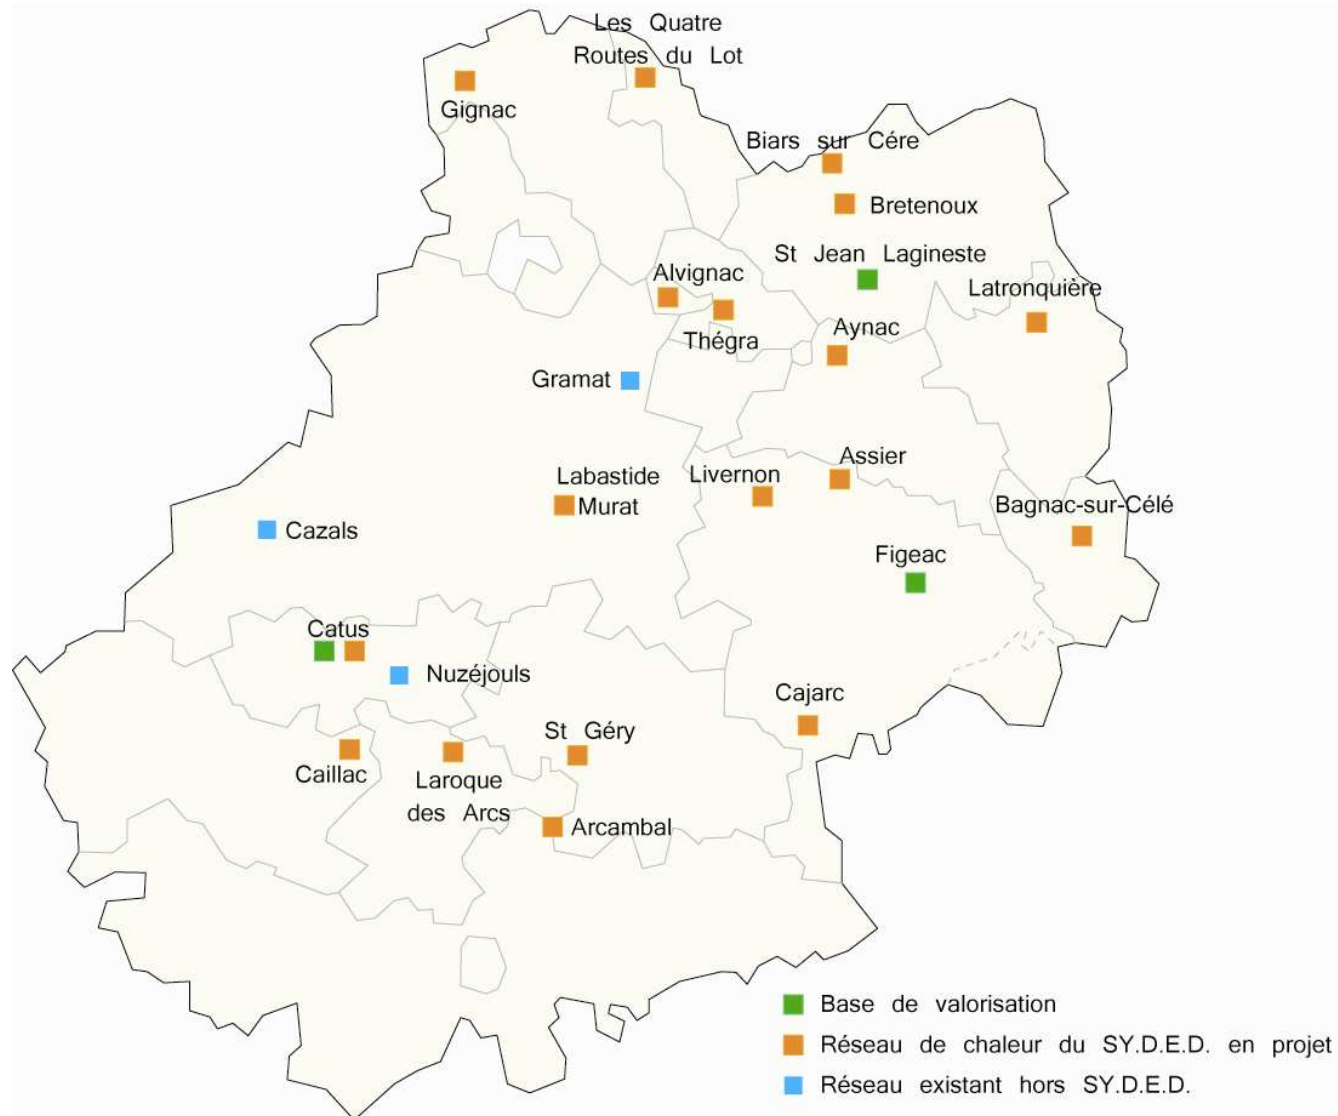 Les Quatre
Routes du Lot
Gignac
Biars sur Cére
Bretenoux
St Jean Lagineste
Alvignac
Latronquière
Thégra
Aynac
Gramat
Assier
Labastide
Murat
Livernon
Bagnac-sur-Célé
Cazals
Figeac
Catus
Nuzéjouls
Cajarc
St Géry
Caillac
Laroque
des Arcs
Arcambal
Base de valorisation
Réseau de chaleur du SY.D.E.D. en projet
Réseau existant hors SY.D.E.D.